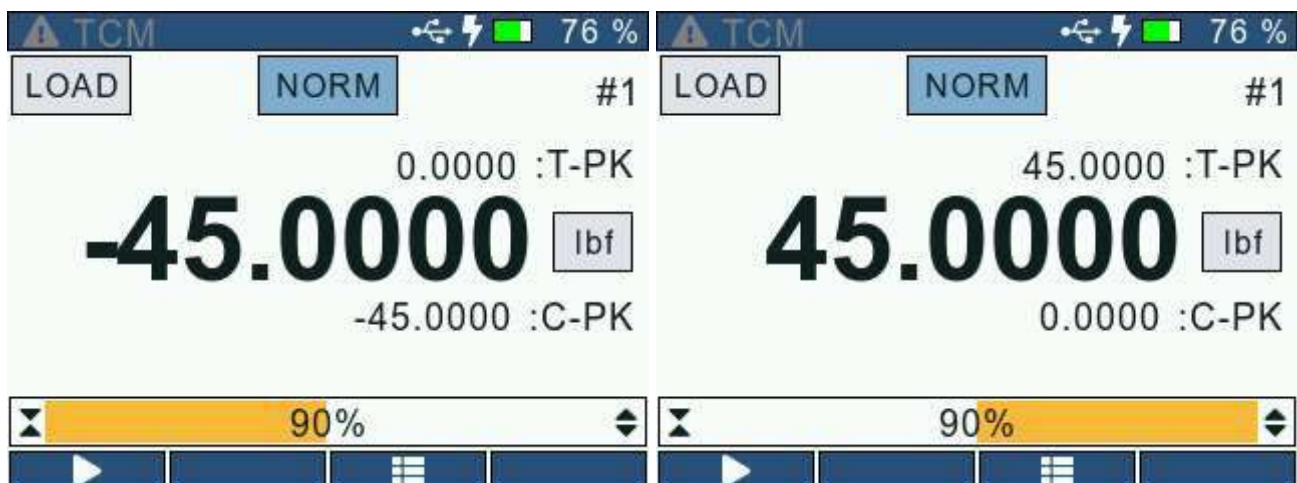 TCM 76 %
LOAD NORM #1
0.0000 :T-PK
-45.0000 lbf
-45.0000 :C-PK
90%
TCM 76 %
LOAD NORM #1
45.0000 :T-PK
45.0000 lbf
0.0000 :C-PK
90%